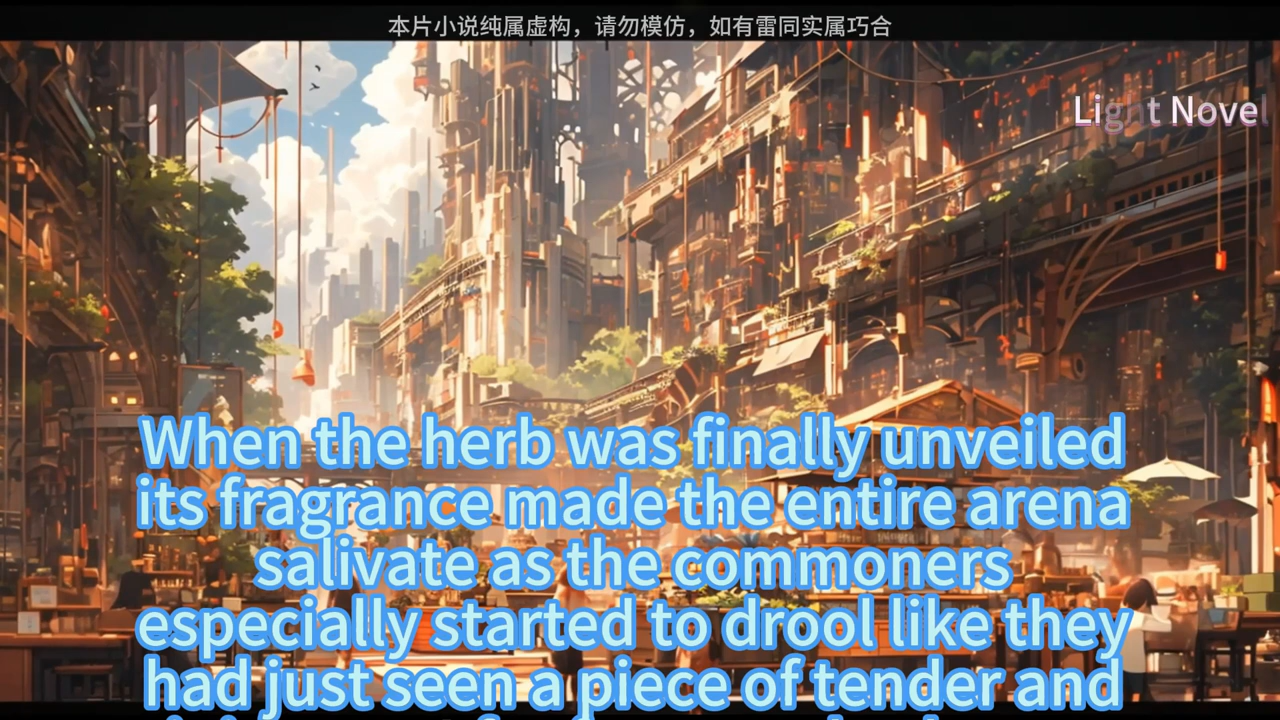 本片小说纯属虚构，请勿模仿，如有雷同实属巧合
Light Novel
When the herb was finally unveiled
its fragrance made the entire arena
salivate as the commoners
especially started to drool like they
had just seen a piece of tender and